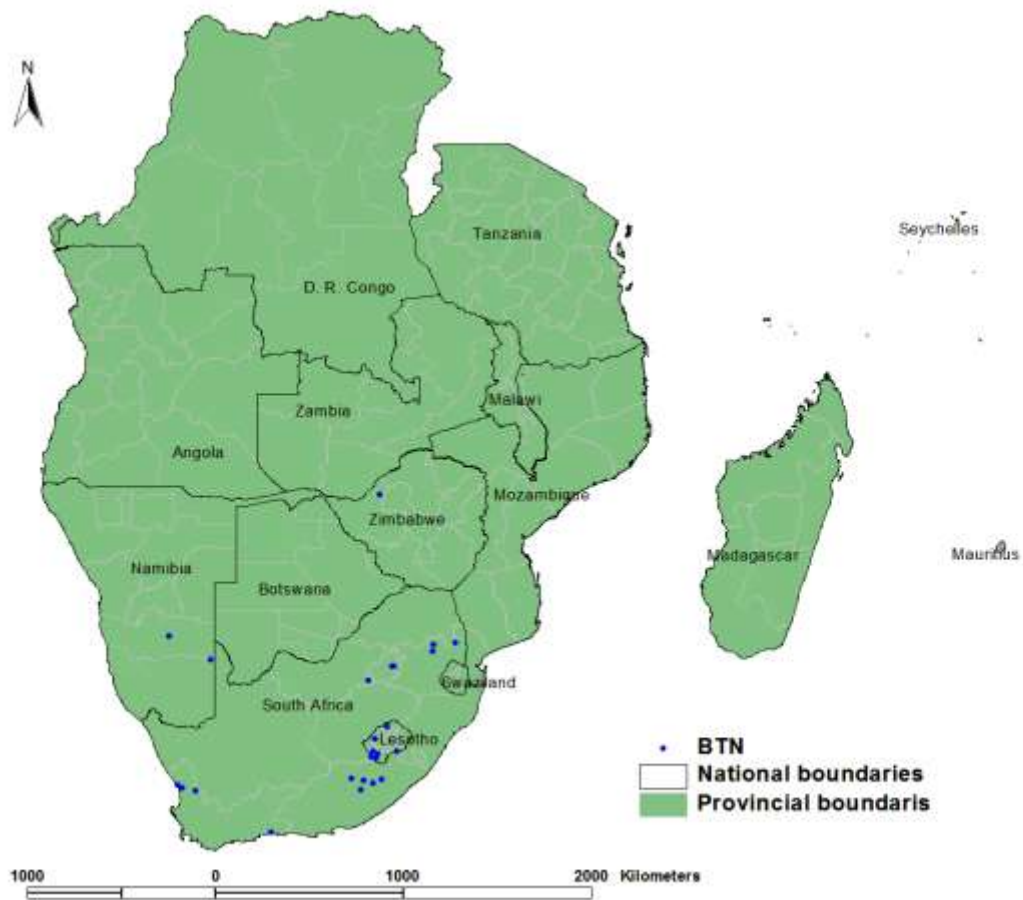 N
Seychelles
Tanzania
D. R. Congo
Malawi
Zambia
Angola
Mozambique
Zimbabwe
Madagascar
Mauritius
Namibia
Botswana
Swaziland
South Africa
Lesotho
BTN
National boundaries
Provincial boundaris
1000 0 1000 2000 Kilometers